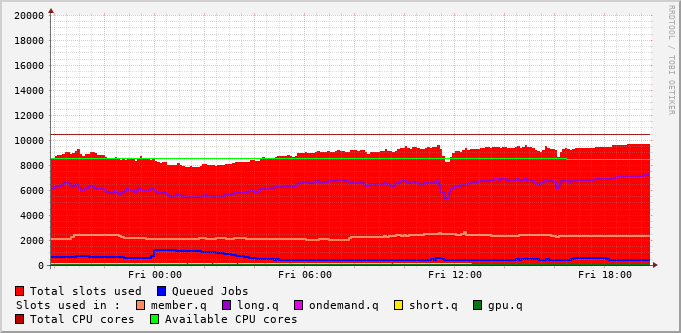 20000
18000
16000
14000
12000
10000
8000
6000
4000
2000
0
Fri 00:00 Fri 06:00 Fri 12:00 Fri 18:00
RRDTOOL / TOBI OETIKER
Total slots used Queued Jobs
Slots used in : member.q long.q ondemand.q short.q gpu.q
Total CPU cores Available CPU cores